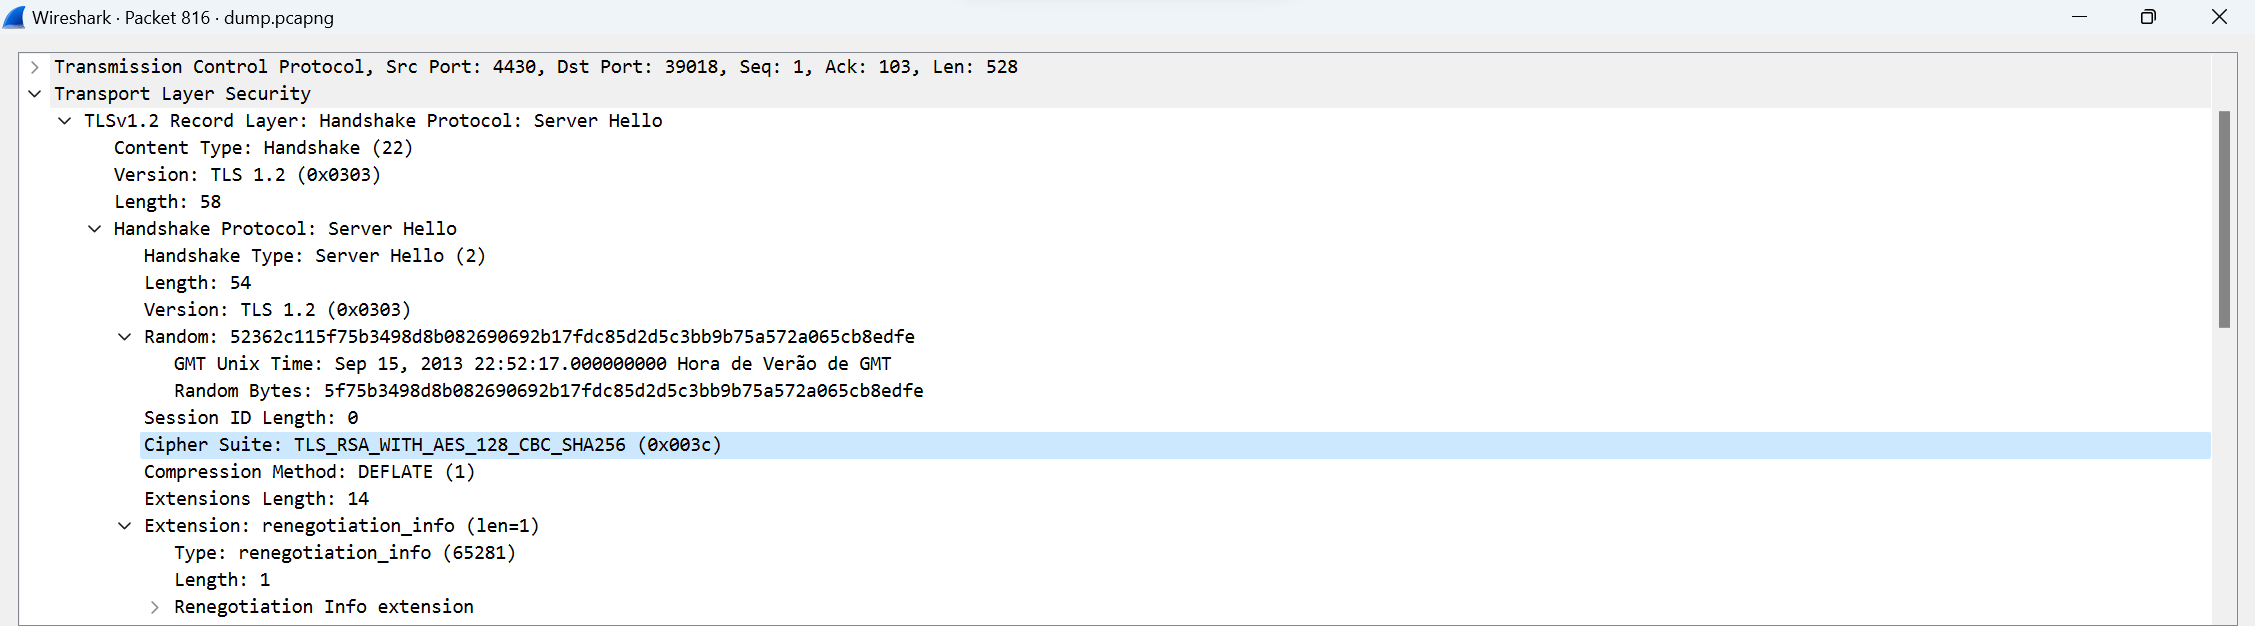 Wireshark · Packet 816 · dump.pcapng
Transmission Control Protocol, Src Port: 4430, Dst Port: 39018, Seq: 1, Ack: 103, Len: 528
Transport Layer Security
TLSv1.2 Record Layer: Handshake Protocol: Server Hello
Content Type: Handshake (22)
Version: TLS 1.2 (0x0303)
Length: 58
Handshake Protocol: Server Hello
Handshake Type: Server Hello (2)
Length: 54
Version: TLS 1.2 (0x0303)
Random: 52362c115f75b3498d8b082690692b17fdc85d2d5c3bb9b75a572a065cb8edfe
GMT Unix Time: Sep 15, 2013 22:52:17.000000000 Hora de Verão de GMT
Random Bytes: 5f75b3498d8b082690692b17fdc85d2d5c3bb9b75a572a065cb8edfe
Session ID Length: 0
Cipher Suite: TLS_RSA_WITH_AES_128_CBC_SHA256 (0x003c)
Compression Method: DEFLATE (1)
Extensions Length: 14
Extension: renegotiation_info (len=1)
Type: renegotiation_info (65281)
Length: 1
Renegotiation Info extension